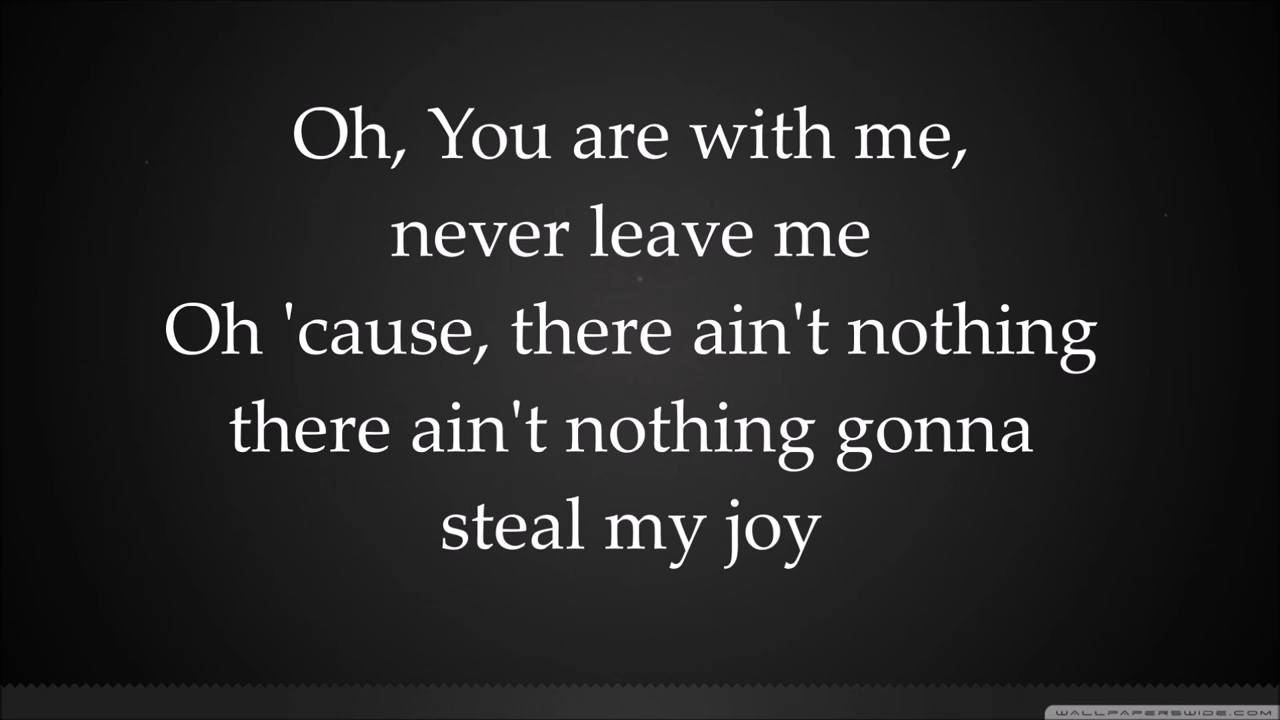 Oh, You are with me,
never leave me
Oh 'cause, there ain't nothing
there ain't nothing gonna
steal my joy
WALLPAPERSWIDE.COM